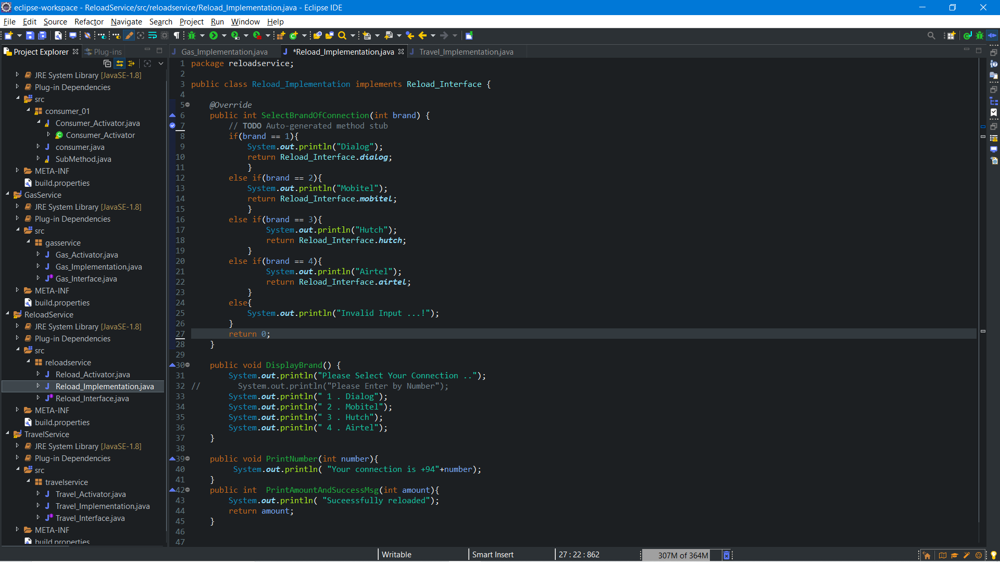 eclipse-workspace - ReloadService/src/reloadservice/Reload_Implementation.java - Eclipse IDE
File Edit Source Refactor Navigate Search Project Run Window Help
Project Explorer Plug-ins
JRE System Library [JavaSE-1.8]
Plug-in Dependencies
src
consumer_01
Consumer_Activator.java
Consumer_Activator
consumer.java
SubMethod.java
META-INF
build.properties
GasService
JRE System Library [JavaSE-1.8]
Plug-in Dependencies
src
gasservice
Gas_Activator.java
Gas_Implementation.java
Gas_Interface.java
META-INF
build.properties
ReloadService
JRE System Library [JavaSE-1.8]
Plug-in Dependencies
src
reloadservice
Reload_Activator.java
Reload_Implementation.java
Reload_Interface.java
META-INF
build.properties
TravelService
JRE System Library [JavaSE-1.8]
Plug-in Dependencies
src
travelservice
Travel_Activator.java
Travel_Implementation.java
Travel_Interface.java
META-INF
build.properties
Gas_Implementation.java *Reload_Implementation.java Travel_Implementation.java
1 package reloadservice;
2
3 public class Reload_Implementation implements Reload_Interface {
4
5 @Override
6 public int SelectBrandOfConnection(int brand) {
7 // TODO Auto-generated method stub
8 if(brand == 1){
9 System.out.println("Dialog");
10 return Reload_Interface.dialog;
11 }
12 else if(brand == 2){
13 System.out.println("Mobitel");
14 return Reload_Interface.mobitel;
15 }
16 else if(brand == 3){
17 System.out.println("Hutch");
18 return Reload_Interface.hutch;
19 }
20 else if(brand == 4){
21 System.out.println("Airtel");
22 return Reload_Interface.airtel;
23 }
24 else{
25 System.out.println("Invalid Input ...!");
26 }
27 return 0;
28 }
29
30 public void DisplayBrand() {
31 System.out.println("Please Select Your Connection ..");
32 // System.out.println("Please Enter by Number");
33 System.out.println(" 1 . Dialog");
34 System.out.println(" 2 . Mobitel");
35 System.out.println(" 3 . Hutch");
36 System.out.println(" 4 . Airtel");
37 }
38
39 public void PrintNumber(int number){
40 System.out.println( "Your connection is +94"+number);
41 }
42 public int PrintAmountAndSuccessMsg(int amount){
43 System.out.println( "Suceessfully reloaded");
44 return amount;
45 }
46
47
Writable Smart Insert 27 : 22 : 862 307M of 364M